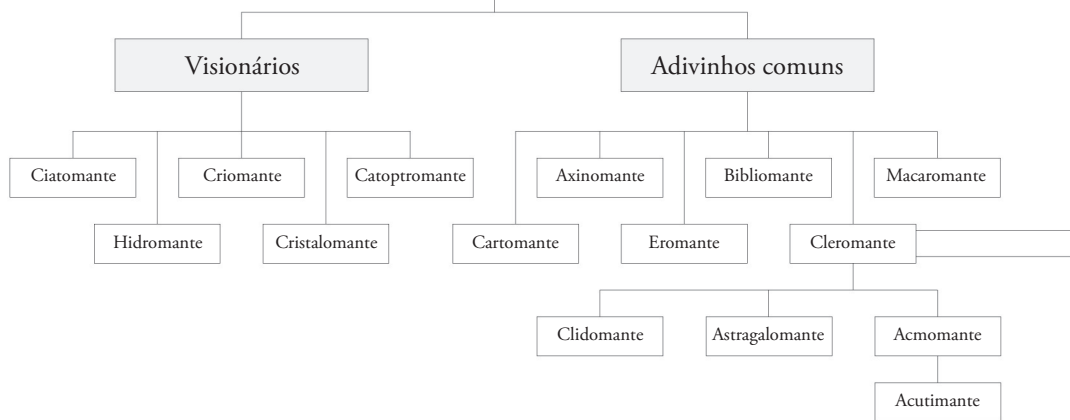 Visionários
Adivinhos comuns
Ciatomante
Criomante
Catoptromante
Axinomante
Bibliomante
Macaromante
Hidromante
Cristalomante
Cartomante
Eromante
Cleromante
Clidomante
Astragalomante
Acmomante
Acutimante